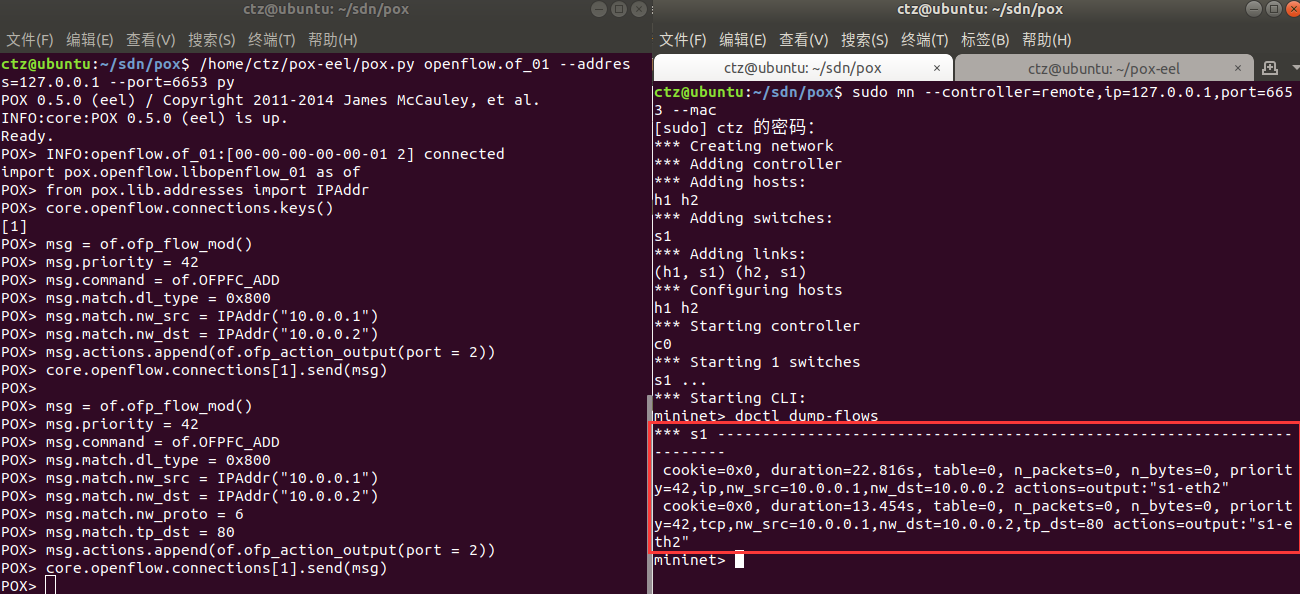 ctz@ubuntu: ~/sdn/pox
文件(F) 编辑(E) 查看(V) 搜索(S) 终端(T) 帮助(H)
ctz@ubuntu:~/sdn/pox$ /home/ctz/pox-eel/pox.py openflow.of_01 --addres
s=127.0.0.1 --port=6653 py
POX 0.5.0 (eel) / Copyright 2011-2014 James McCauley, et al.
INFO:core:POX 0.5.0 (eel) is up.
Ready.
POX> INFO:openflow.of_01:[00-00-00-00-00-01 2] connected
import pox.openflow.libopenflow_01 as of
POX> from pox.lib.addresses import IPAddr
POX> core.openflow.connections.keys()
[1]
POX> msg = of.ofp_flow_mod()
POX> msg.priority = 42
POX> msg.command = of.OFPFC_ADD
POX> msg.match.dl_type = 0x800
POX> msg.match.nw_src = IPAddr("10.0.0.1")
POX> msg.match.nw_dst = IPAddr("10.0.0.2")
POX> msg.actions.append(of.ofp_action_output(port = 2))
POX> core.openflow.connections[1].send(msg)
POX>
POX> msg = of.ofp_flow_mod()
POX> msg.priority = 42
POX> msg.command = of.OFPFC_ADD
POX> msg.match.dl_type = 0x800
POX> msg.match.nw_src = IPAddr("10.0.0.1")
POX> msg.match.nw_dst = IPAddr("10.0.0.2")
POX> msg.match.nw_proto = 6
POX> msg.match.tp_dst = 80
POX> msg.actions.append(of.ofp_action_output(port = 2))
POX> core.openflow.connections[1].send(msg)
POX>
ctz@ubuntu: ~/sdn/pox
文件(F) 编辑(E) 查看(V) 搜索(S) 终端(T) 标签(B) 帮助(H)
ctz@ubuntu: ~/sdn/pox × ctz@ubuntu: ~/pox-eel ×
ctz@ubuntu:~/sdn/pox$ sudo mn --controller=remote,ip=127.0.0.1,port=665
3 --mac
[sudo] ctz 的密码：
*** Creating network
*** Adding controller
*** Adding hosts:
h1 h2
*** Adding switches:
s1
*** Adding links:
(h1, s1) (h2, s1)
*** Configuring hosts
h1 h2
*** Starting controller
c0
*** Starting 1 switches
s1 ...
*** Starting CLI:
mininet> dpctl dump-flows
*** s1 ----------------------------------------------------------------
--------
cookie=0x0, duration=22.816s, table=0, n_packets=0, n_bytes=0, priorit
y=42,ip,nw_src=10.0.0.1,nw_dst=10.0.0.2 actions=output:"s1-eth2"
cookie=0x0, duration=13.454s, table=0, n_packets=0, n_bytes=0, priorit
y=42,tcp,nw_src=10.0.0.1,nw_dst=10.0.0.2,tp_dst=80 actions=output:"s1-e
th2"
mininet>